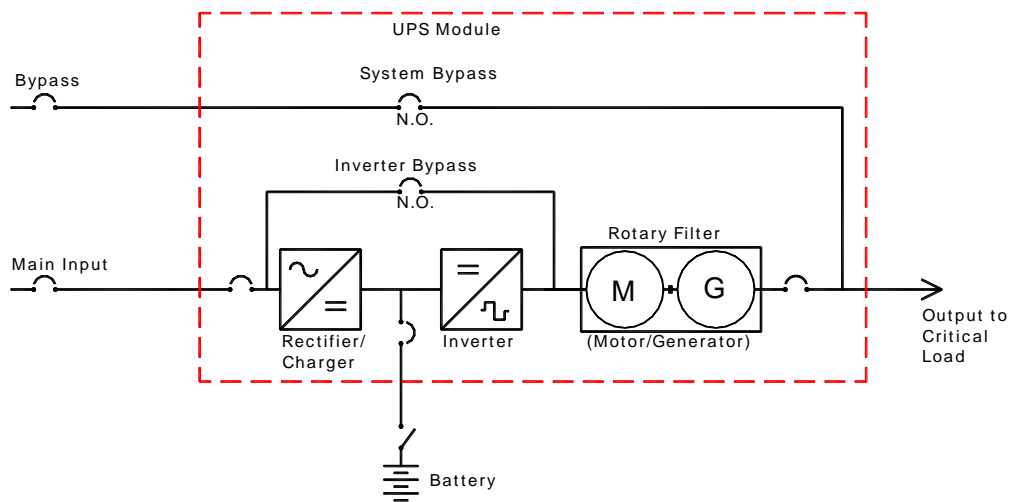 UPS Module
Bypass
System Bypass
N.O.
Inverter Bypass
N.O.
Main Input
Rotary Filter
M
G
Rectifier/
Charger
Inverter
(Motor/Generator)
Output to
Critical
Load
Battery